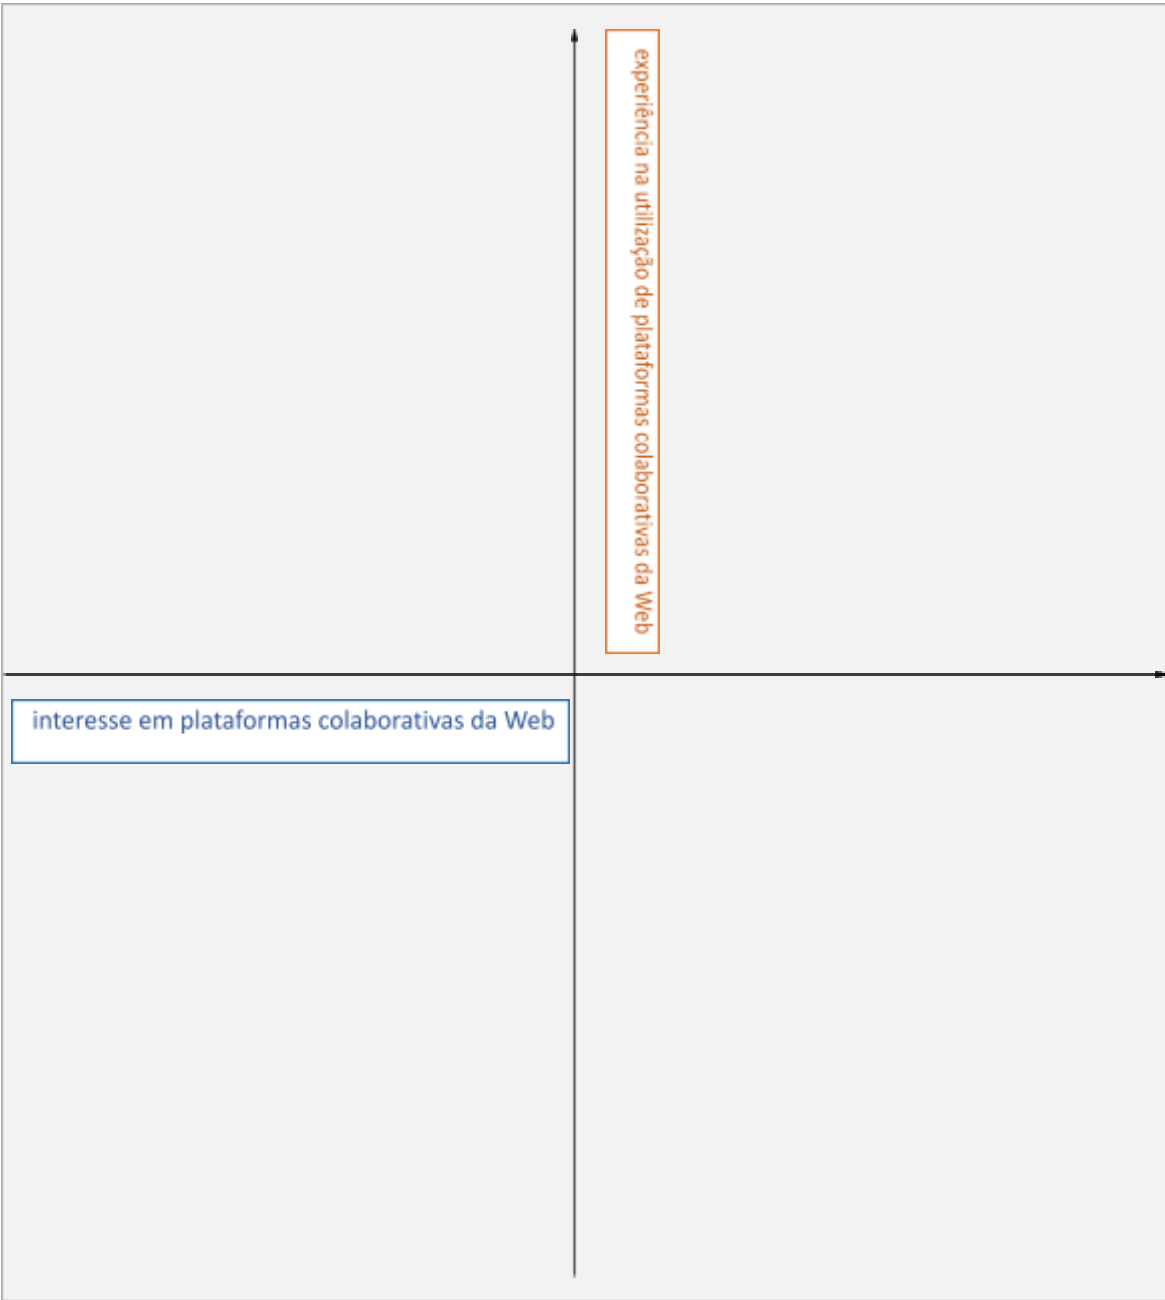 experiência na utilização de plataformas colaborativas da Web
interesse em plataformas colaborativas da Web